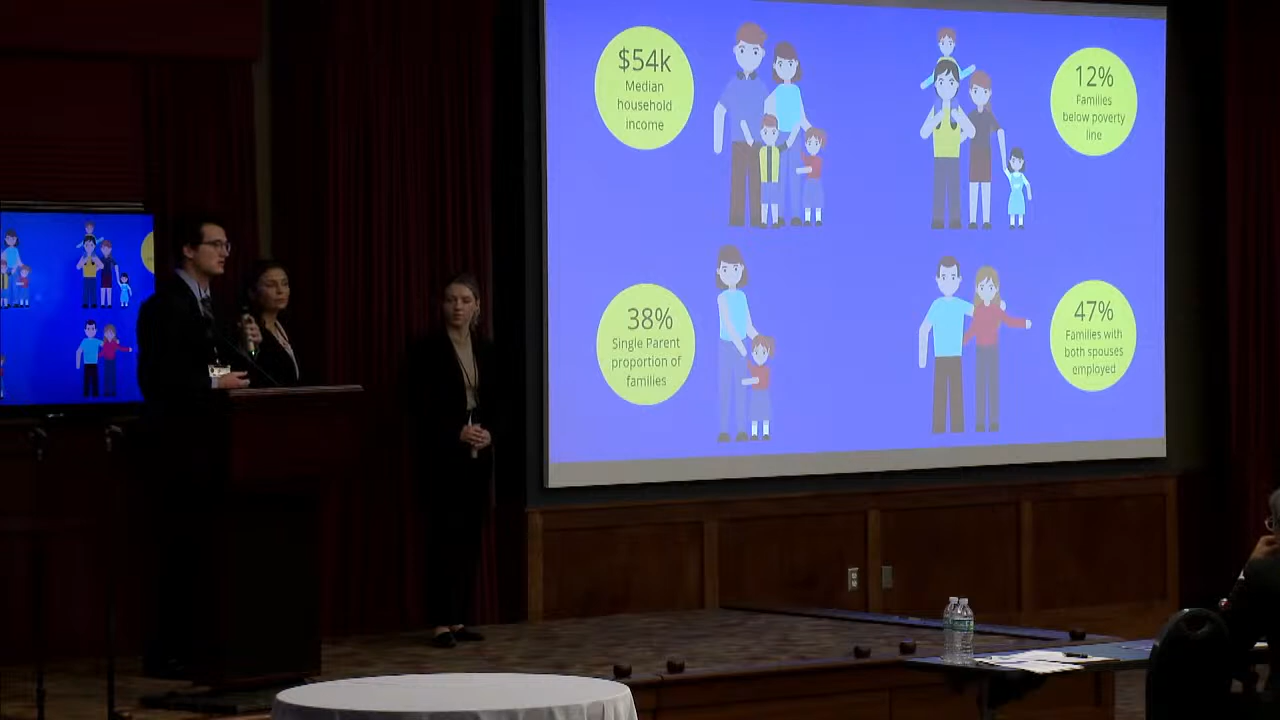 $54k
Median
household
income
12%
Families
below poverty
line
38%
Single Parent
proportion of
families
47%
Families with
both spouses
employed